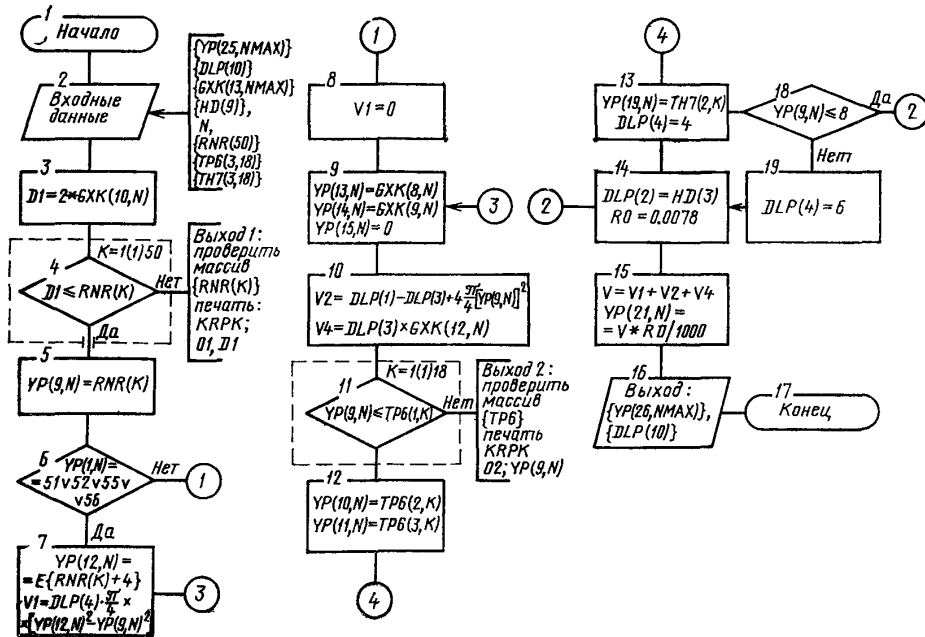 1
Начало
2
Входные
данные
{YP(25,NMAX)}
{DLP(10)}
{GXK(13,NMAX)}
{HD(9)},
N,
{RNR(50)}
{TP6(3,18)}
{TH7(3,18)}
3
D1=2*GXK(10,N)
K=1(1)50
4
D1≤RNR(K)
Нет
Да
Выход 1:
проверить
массив
{RNR(K)}
печать:
KRPK;
01, D1
5
YP(9,N)=RNR(K)
6
YP(1,N)=
=51∨52∨55∨
∨56
Нет
1
Да
7
YP(12,N)=
=E{RNR(K)+4}
V1=DLP(4)·π/4×
×[YP(12,N)²-YP(9,N)²]
3
1
8
V1=0
9
YP(13,N)=GXK(8,N)
YP(14,N)=GXK(9,N)
YP(15,N)=0
3
10
V2= DLP(1)-DLP(3)+4π/4[YP(9,N)]²
V4=DLP(3)×GXK(12,N)
K=1(1)18
11
YP(9,N)≤TP6(1,K)
Нет
Выход 2:
проверить
массив
{TP6}
печать
KRPK
02; YP(9,N)
12
YP(10,N)=TP6(2,K)
YP(11,N)=TP6(3,K)
4
4
13
YP(19,N)=TH7(2,K)
DLP(4)=4
18
YP(9,N)≤8
Да
2
Нет
19
DLP(4)=6
14
DLP(2)=HD(3)
RO=0.0078
2
15
V=V1+V2+V4
YP(21,N)=
=V*RO/1000
16
Выход:
{YP(26,NMAX)},
{DLP(10)}
17
Конец